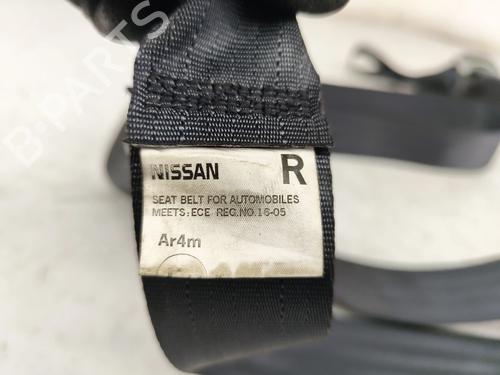 B-PARTS
NISSAN R
SEAT BELT FOR AUTOMOBILES
MEETS:ECE REG.NO.16-05
Ar4m